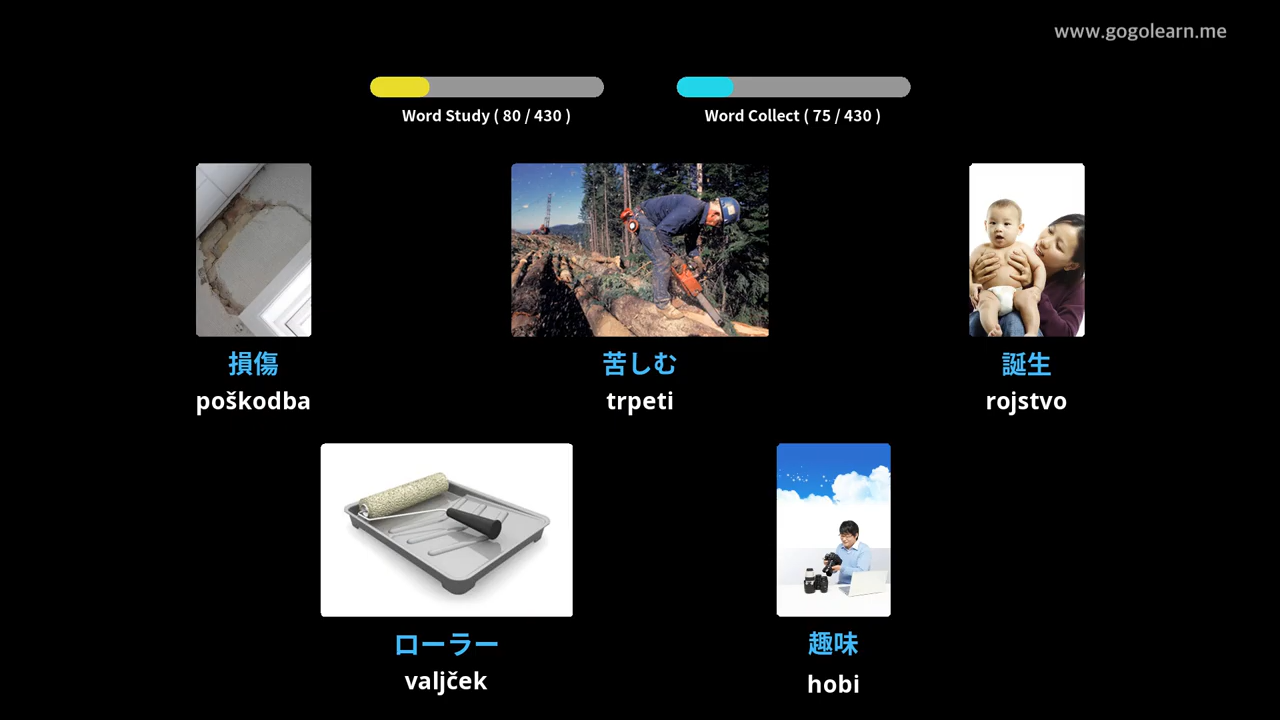 www.gogolearn.me
Word Study ( 80 / 430 )
Word Collect ( 75 / 430 )
損傷
poškodba
苦しむ
trpeti
誕生
rojstvo
ローラー
valjček
趣味
hobi